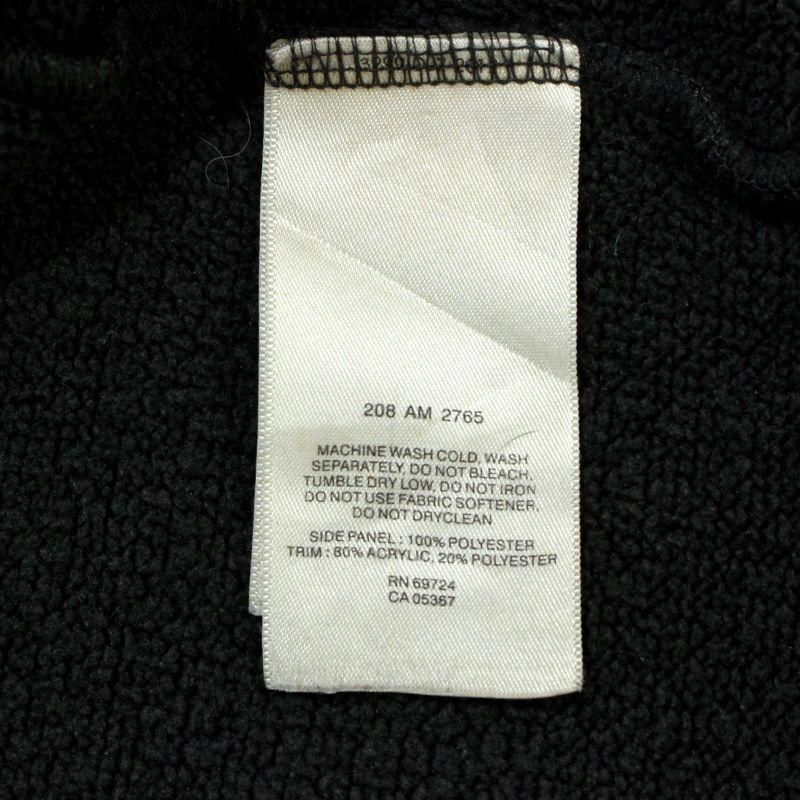 208 AM 2765
MACHINE WASH COLD, WASH
SEPARATELY, DO NOT BLEACH,
TUMBLE DRY LOW, DO NOT IRON
DO NOT USE FABRIC SOFTENER,
DO NOT DRYCLEAN
SIDE PANEL : 100% POLYESTER
TRIM : 80% ACRYLIC, 20% POLYESTER
RN 69724
CA 05367